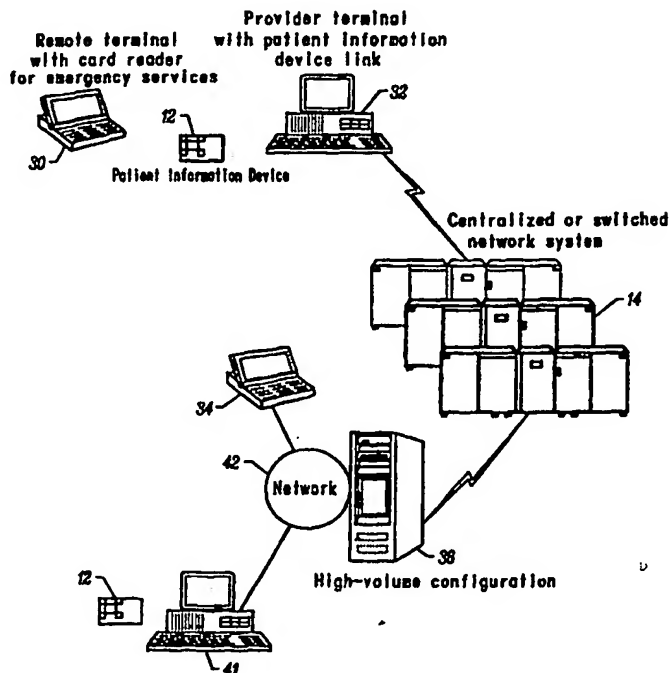 Provider terminal
with patient information
device link
Remote terminal
with card reader
for emergency services
32
12
30
Patient Information Device
Centralized or switched
network system
14
34
42
Network
36
High-volume configuration
12
41